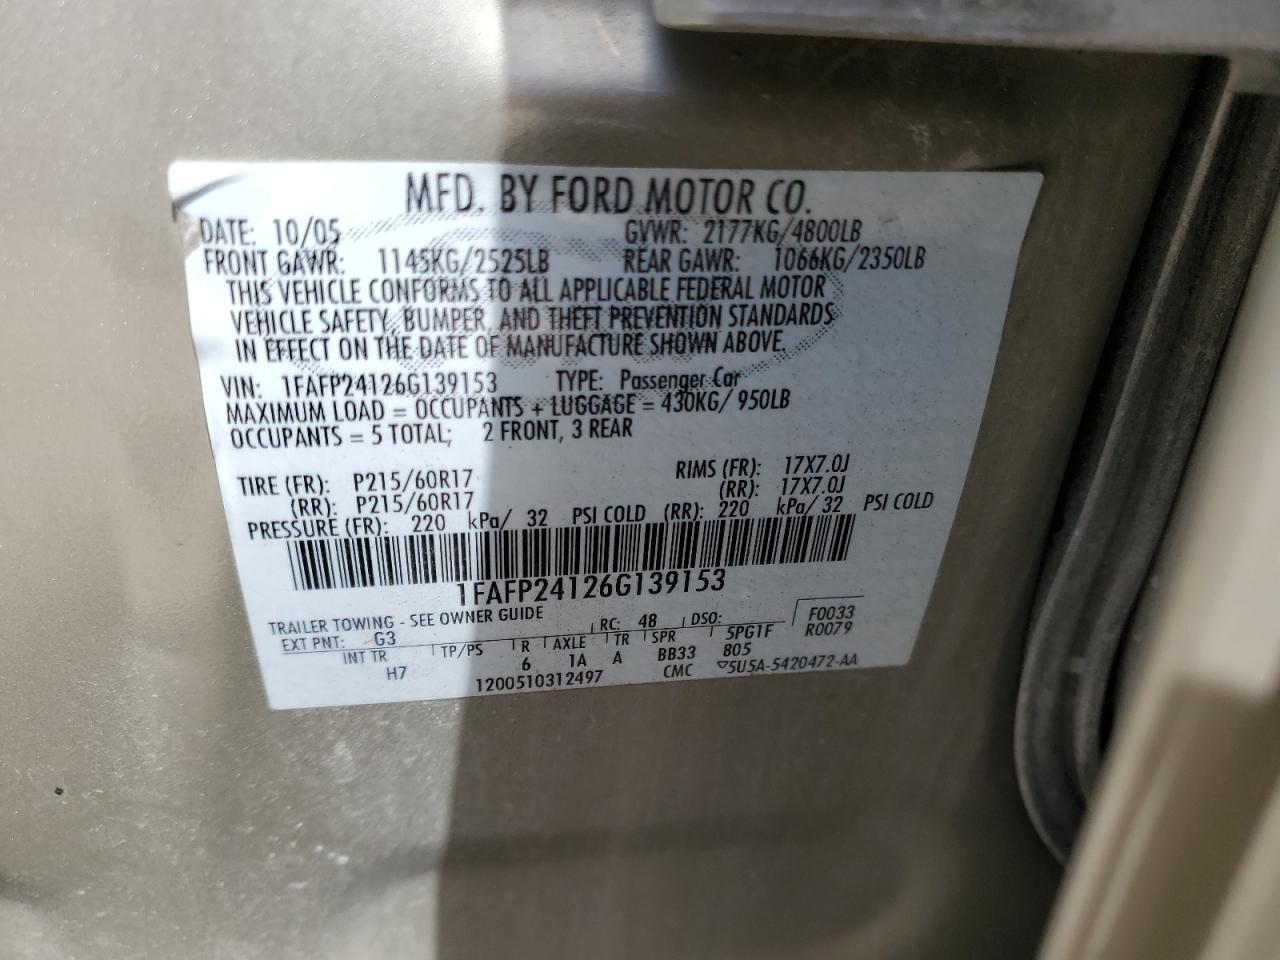 MFD. BY FORD MOTOR CO.
DATE: 10/05 GVWR: 2177KG/4800LB
FRONT GAWR: 1145KG/2525LB REAR GAWR: 1066KG/2350LB
THIS VEHICLE CONFORMS TO ALL APPLICABLE FEDERAL MOTOR
VEHICLE SAFETY, BUMPER, AND THEFT PREVENTION STANDARDS
IN EFFECT ON THE DATE OF MANUFACTURE SHOWN ABOVE.
VIN: 1FAFP24126G139153 TYPE: Passenger Car
MAXIMUM LOAD = OCCUPANTS + LUGGAGE = 430KG/950LB
OCCUPANTS = 5 TOTAL; 2 FRONT, 3 REAR
TIRE (FR): P215/60R17 RIMS (FR): 17X7.0J
(RR): P215/60R17 (RR): 17X7.0J
PRESSURE (FR): 220 kPa/ 32 PSI COLD (RR): 220 kPa/ 32 PSI COLD
1FAFP24126G139153
TRAILER TOWING - SEE OWNER GUIDE RC: 48 DSO: F0033
EXT PNT: G3 R0079
INT TR TP/PS R AXLE TR SPR 5PG1F
H7 6 1A A BB33 805
1200510312497 CMC 5U5A-5420472-AA